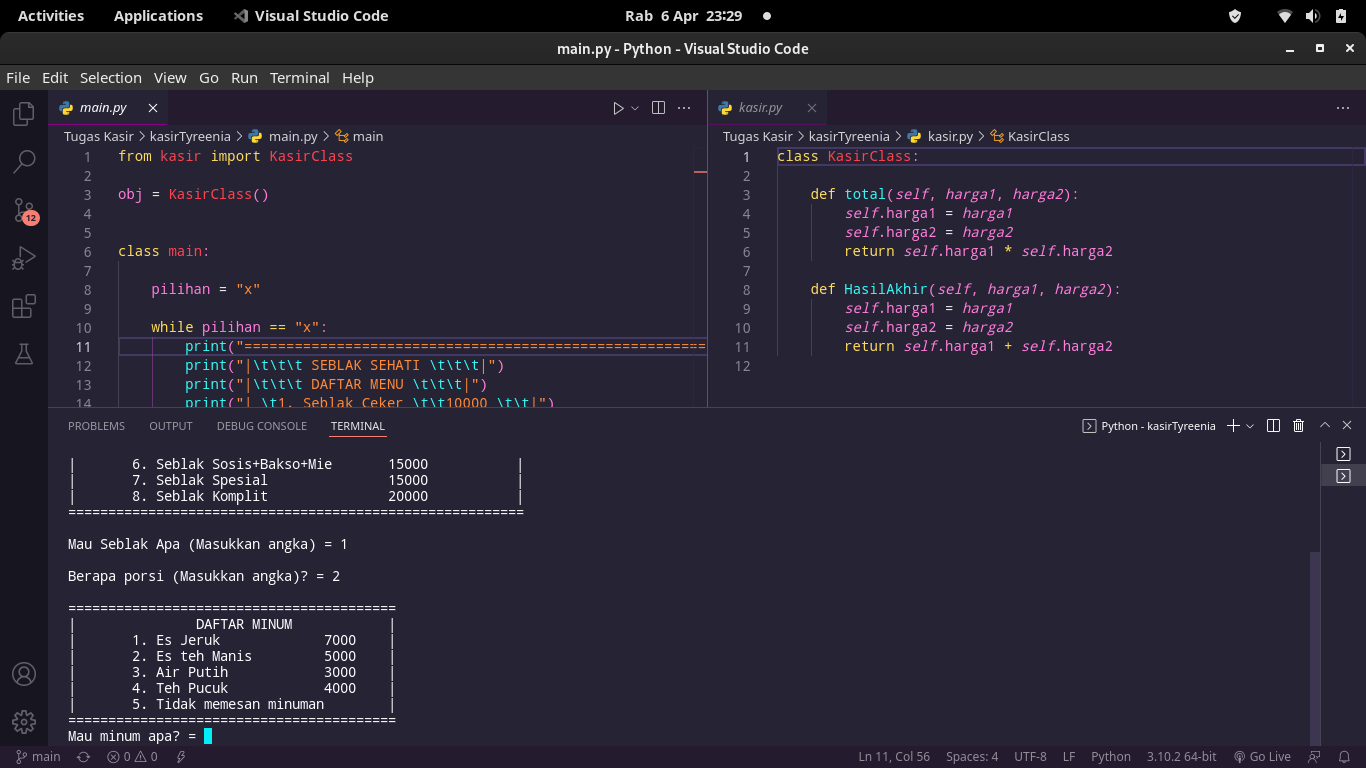 Activities Applications Visual Studio Code Rab 6 Apr 23:29
main.py - Python - Visual Studio Code
File Edit Selection View Go Run Terminal Help
main.py
Tugas Kasir > kasirTyreenia > main.py > main
1 from kasir import KasirClass
2
3 obj = KasirClass()
4
5
6 class main:
7
8 pilihan = "x"
9
10 while pilihan == "x":
11 print("=======================================================
12 print("|\t\t\t SEBLAK SEHATI \t\t\t|")
13 print("|\t\t\t DAFTAR MENU \t\t\t|")
14 print("| \t1. Seblak Ceker \t\t10000 \t\t|")
kasir.py
Tugas Kasir > kasirTyreenia > kasir.py > KasirClass
1 class KasirClass:
2
3 def total(self, harga1, harga2):
4 self.harga1 = harga1
5 self.harga2 = harga2
6 return self.harga1 * self.harga2
7
8 def HasilAkhir(self, harga1, harga2):
9 self.harga1 = harga1
10 self.harga2 = harga2
11 return self.harga1 + self.harga2
12
12
PROBLEMS OUTPUT DEBUG CONSOLE TERMINAL Python - kasirTyreenia
| 6. Seblak Sosis+Bakso+Mie 15000 |
| 7. Seblak Spesial 15000 |
| 8. Seblak Komplit 20000 |
=========================================================
Mau Seblak Apa (Masukkan angka) = 1
Berapa porsi (Masukkan angka)? = 2
=========================================
| DAFTAR MINUM |
| 1. Es Jeruk 7000 |
| 2. Es teh Manis 5000 |
| 3. Air Putih 3000 |
| 4. Teh Pucuk 4000 |
| 5. Tidak memesan minuman |
=========================================
Mau minum apa? =
main 0 0 Ln 11, Col 56 Spaces: 4 UTF-8 LF Python 3.10.2 64-bit Go Live